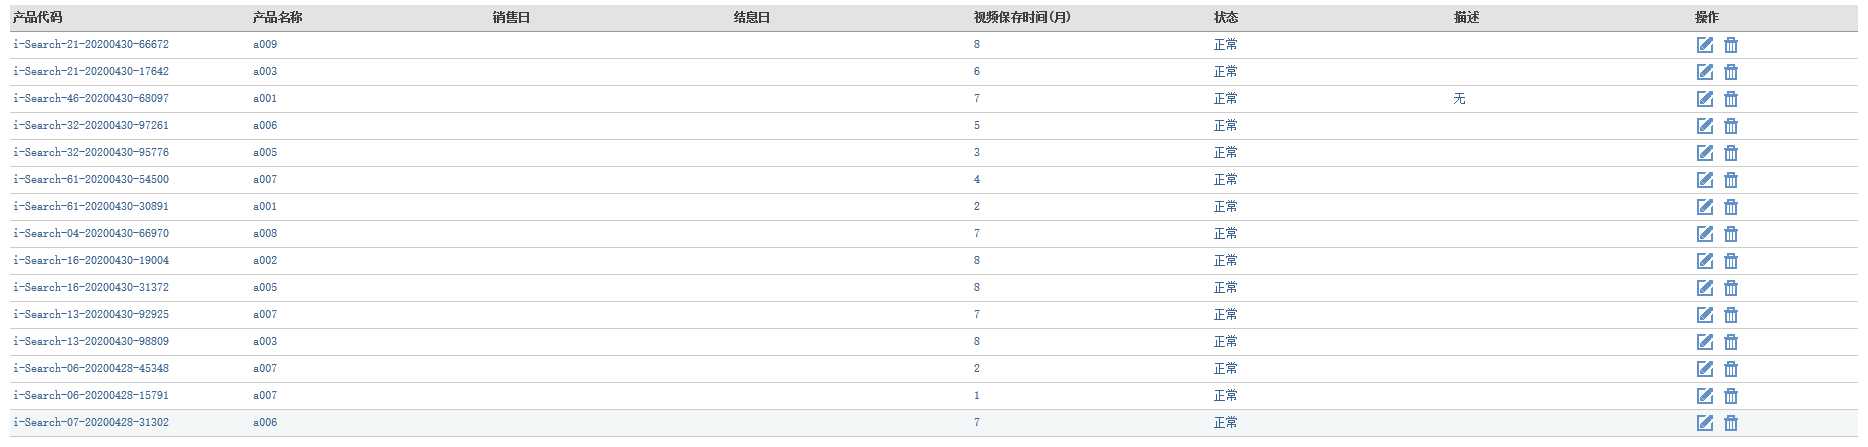 产品代码 产品名称 销售日 结息日 视频保存时间(月) 状态 描述 操作
i-Search-21-20200430-66672 a009 8 正常
i-Search-21-20200430-17642 a003 6 正常
i-Search-46-20200430-68097 a001 7 正常 无
i-Search-32-20200430-97261 a006 5 正常
i-Search-32-20200430-95776 a005 3 正常
i-Search-61-20200430-54500 a007 4 正常
i-Search-61-20200430-30891 a001 2 正常
i-Search-04-20200430-66970 a008 7 正常
i-Search-16-20200430-19004 a002 8 正常
i-Search-16-20200430-31372 a005 8 正常
i-Search-13-20200430-92925 a007 7 正常
i-Search-13-20200430-98809 a003 8 正常
i-Search-06-20200428-45348 a007 2 正常
i-Search-06-20200428-15791 a007 1 正常
i-Search-07-20200428-31302 a006 7 正常